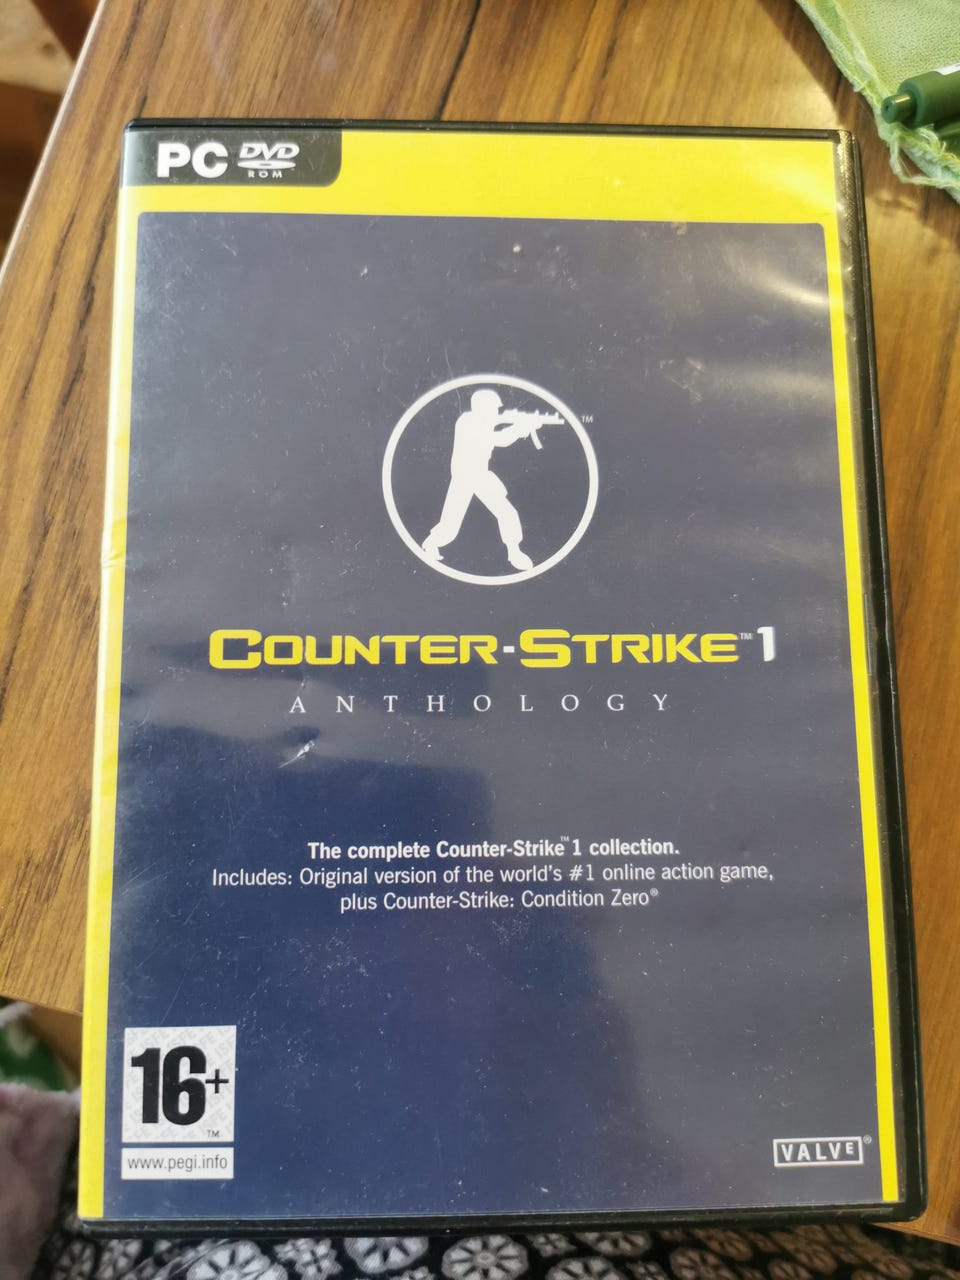 PC DVD
ROM
™
COUNTER-STRIKE™ 1
ANTHOLOGY
The complete Counter-Strike™ 1 collection.
Includes: Original version of the world's #1 online action game,
plus Counter-Strike: Condition Zero®
16+
™
www.pegi.info
VALVE®